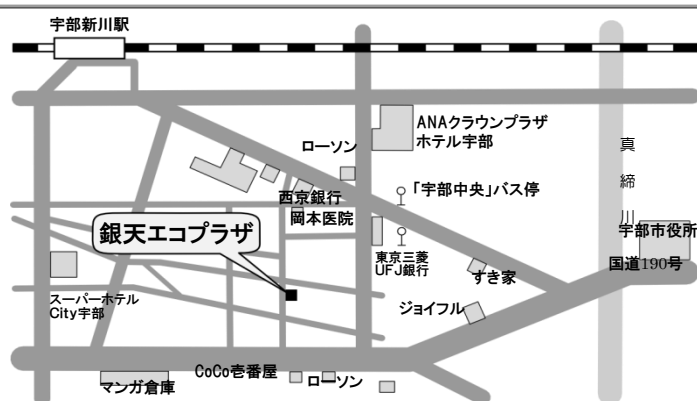 宇部新川駅
ANAクラウンプラザ
ホテル宇部
ローソン
真締川
西京銀行
「宇部中央」バス停
岡本医院
銀天エコプラザ
宇部市役所
東京三菱
UFJ銀行
国道190号
すき家
スーパーホテル
City宇部
ジョイフル
CoCo壱番屋
マンガ倉庫
ローソン